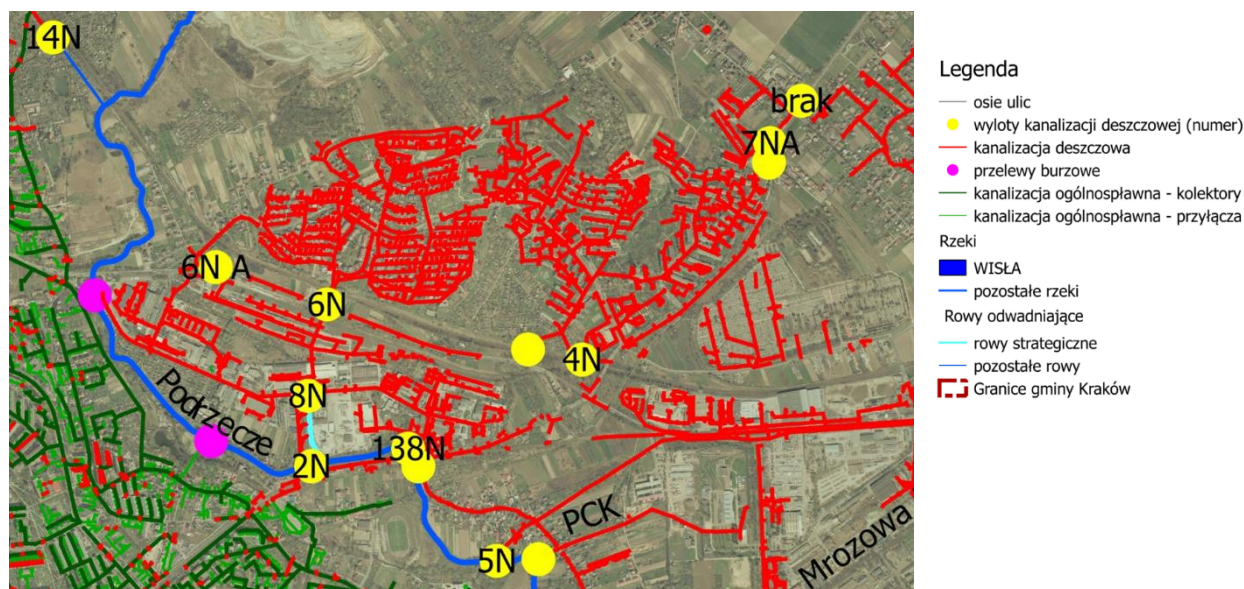 14N
brak
7NA
6N A
6N
4N
8N
Podrzecze
138N
2N
PCK
5N
Mrozowa
Legenda
osie ulic
wyloty kanalizacji deszczowej (numer)
kanalizacja deszczowa
przelewy burzowe
kanalizacja ogólnospławna - kolektory
kanalizacja ogólnospławna - przyłącza
Rzeki
WISŁA
pozostałe rzeki
Rowy odwadniające
rowy strategiczne
pozostałe rowy
Granice gminy Kraków